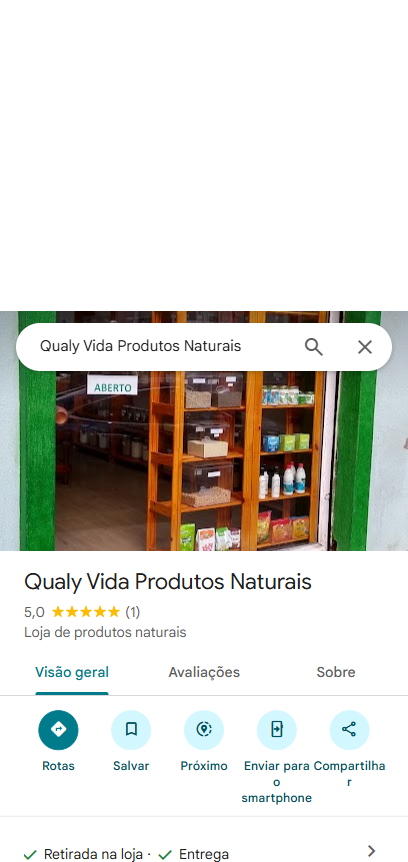 Qualy Vida Produtos Naturais
ABERTO
Qualy Vida Produtos Naturais
5,0 (1)
Loja de produtos naturais
Visão geral Avaliações Sobre
Rotas Salvar Próximo Enviar para o smartphone Compartilhar
Retirada na loja · Entrega